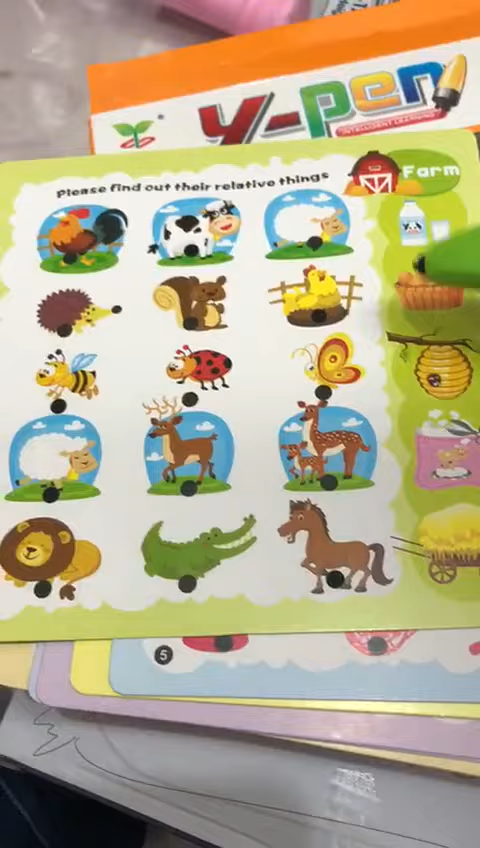 Y-pen
INTELLIGENT LEARNING
Please find out their relative things
Farm
5